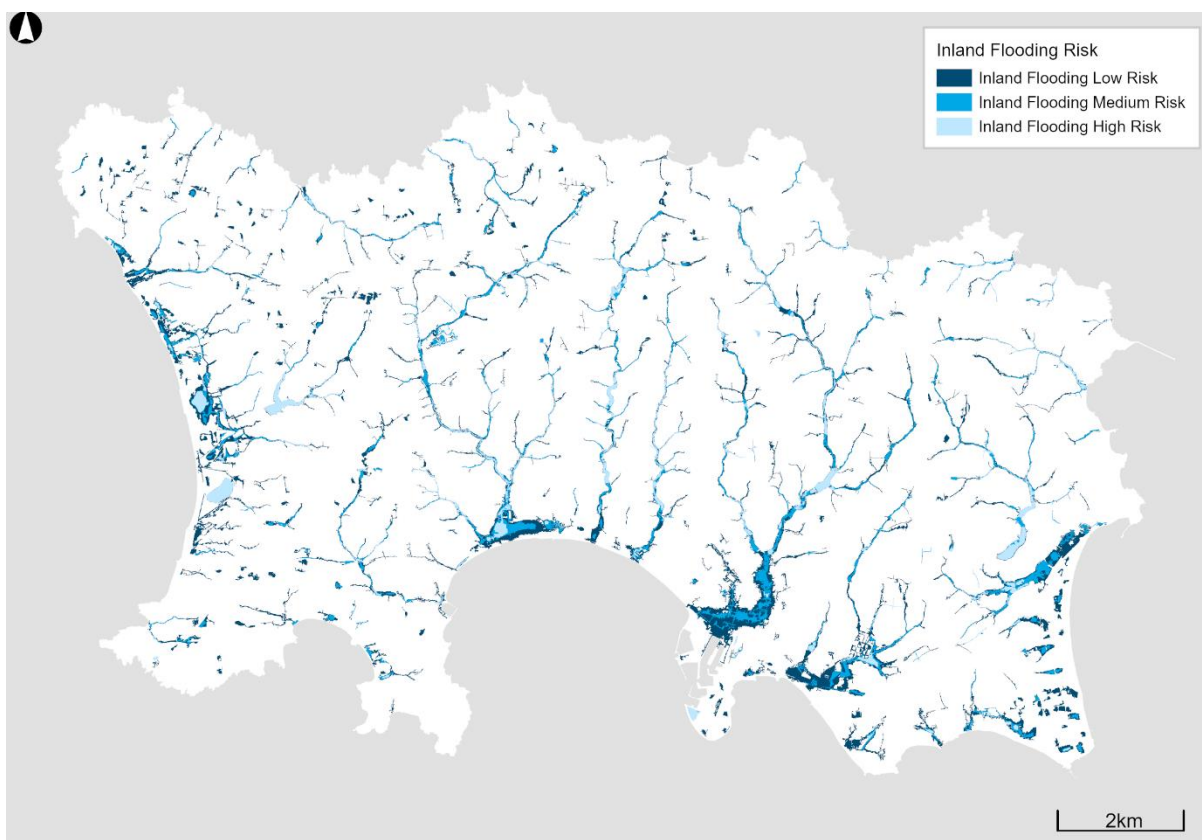 Inland Flooding Risk
Inland Flooding Low Risk
Inland Flooding Medium Risk
Inland Flooding High Risk
2km